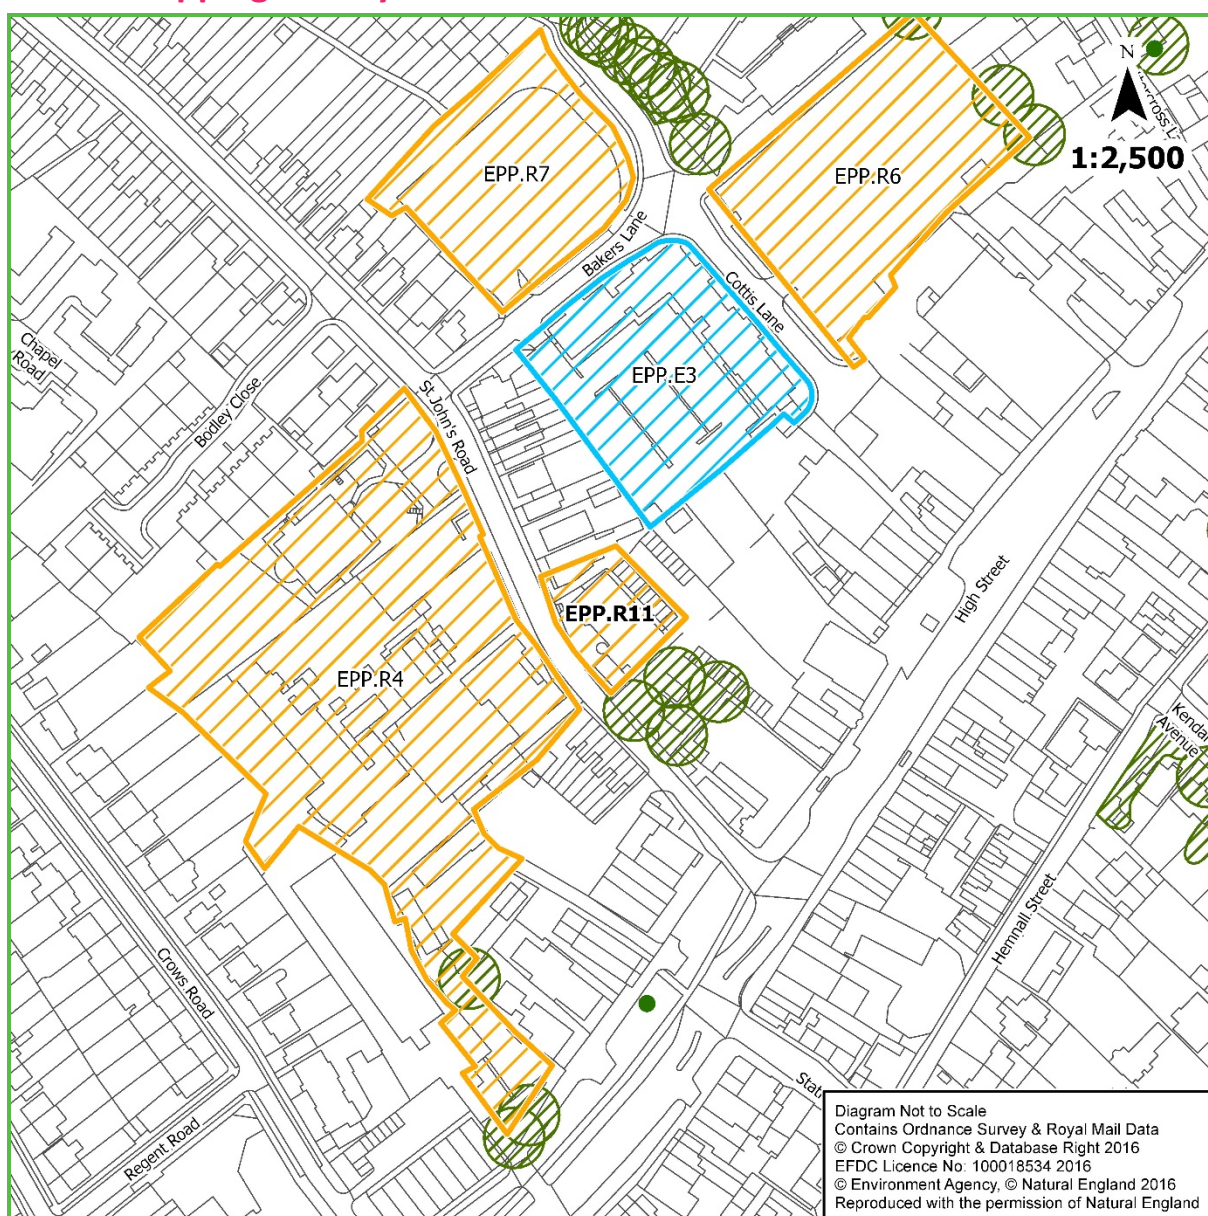 N
1:2,500
EPP.R7
EPP.R6
Bakers Lane
Cottis Lane
EPP.E3
Chapel
Road
Bodley Close
St John's Road
High Street
EPP.R11
EPP.R4
Avenue
Hemnall Street
Crows Road
Regent Road
Diagram Not to Scale
Contains Ordnance Survey & Royal Mail Data
© Crown Copyright & Database Right 2016
EFDC Licence No: 100018534 2016
© Environment Agency, © Natural England 2016
Reproduced with the permission of Natural England